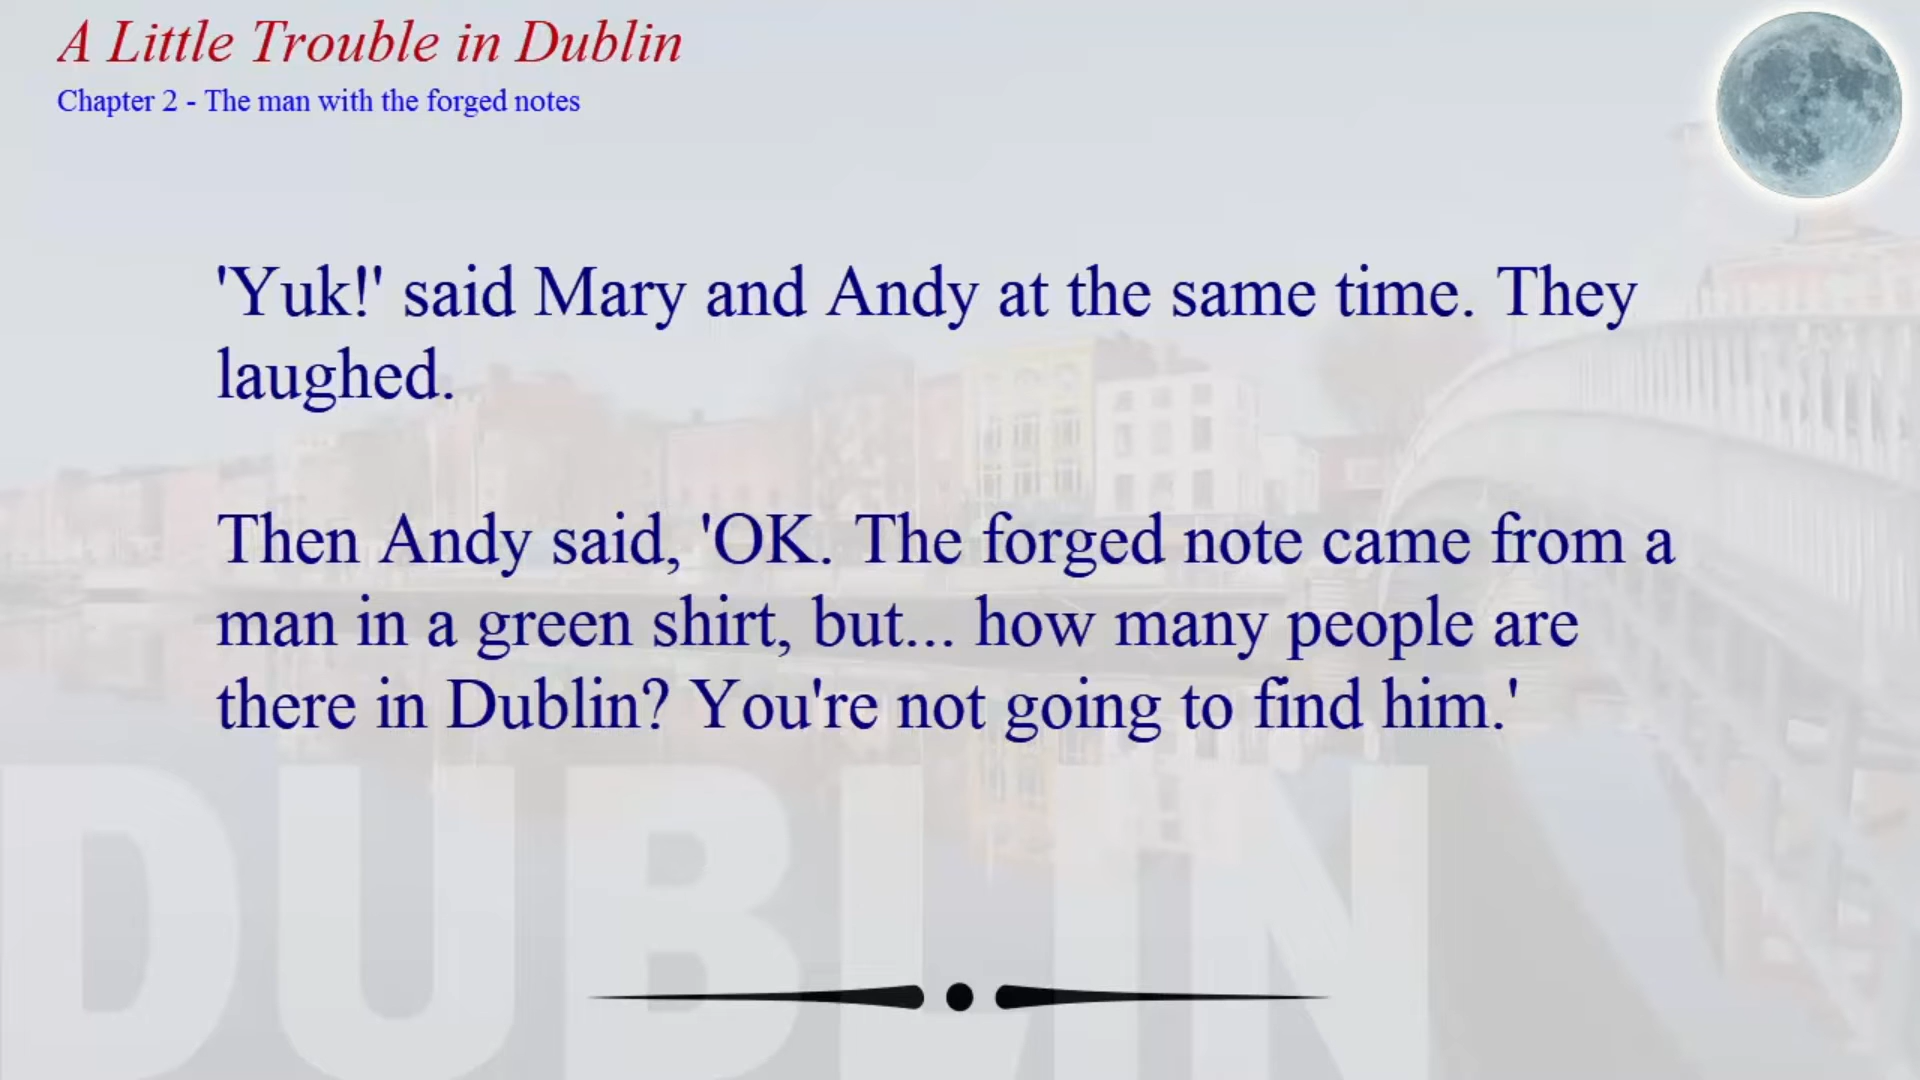 A Little Trouble in Dublin
Chapter 2 - The man with the forged notes
'Yuk!' said Mary and Andy at the same time. They
laughed.
Then Andy said, 'OK. The forged note came from a
man in a green shirt, but... how many people are
there in Dublin? You're not going to find him.'
DUBLIN